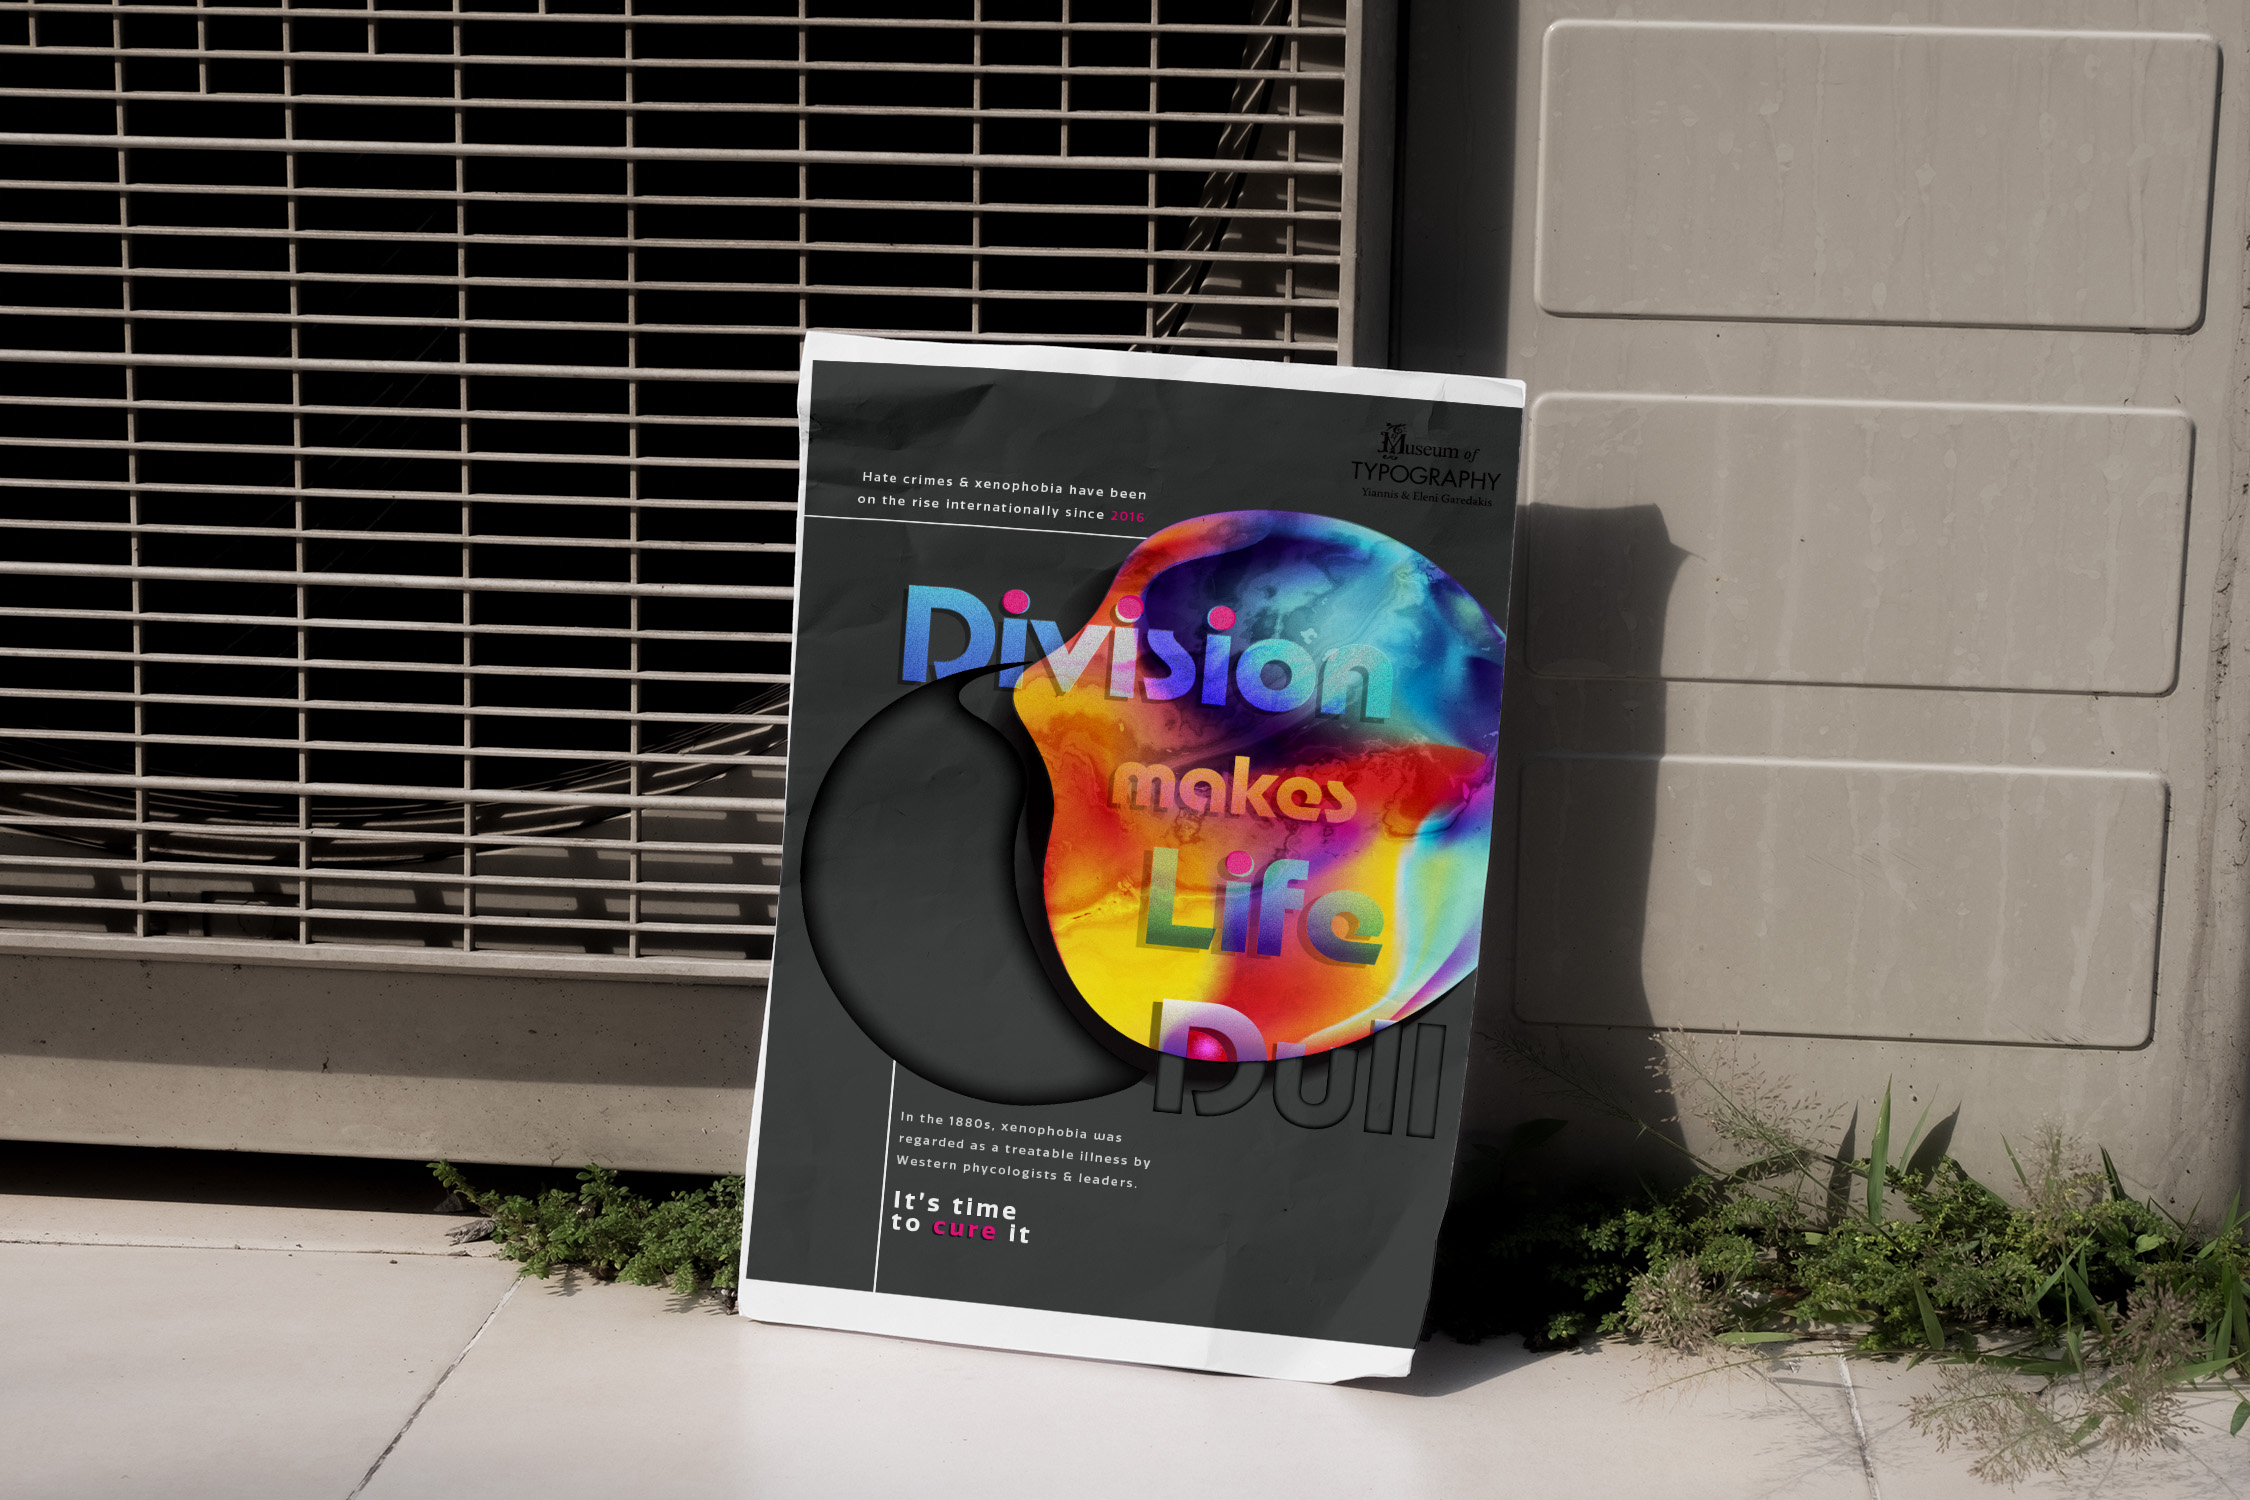 Museum of
TYPOGRAPHY
Yiannis & Eleni Garedakis
Hate crimes & xenophobia have been
on the rise internationally since 2016
Division
makes
Life
Dull
In the 1880s, xenophobia was
regarded as a treatable illness by
Western phycologists & leaders.
It's time
to cure it